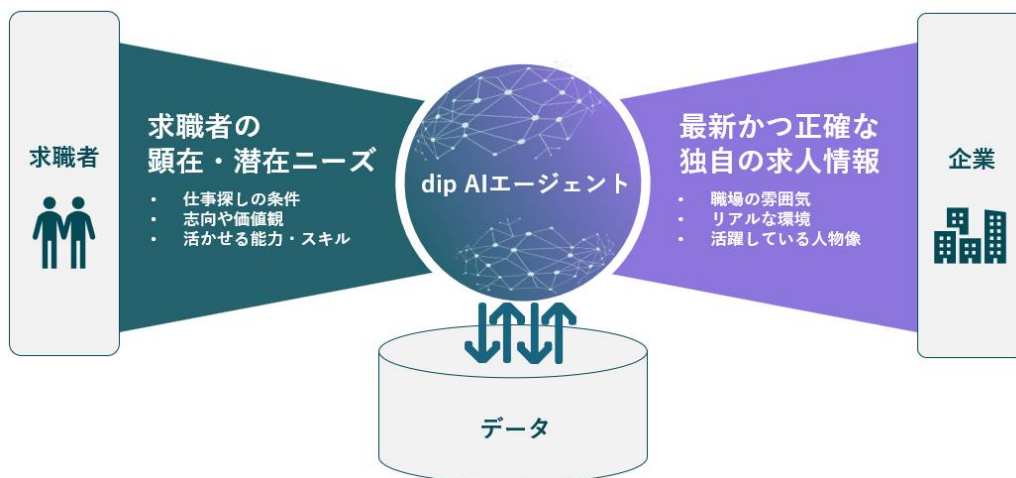 求職者
求職者の
顕在・潜在ニーズ
・ 仕事探しの条件
・ 志向や価値観
・ 活かせる能力・スキル
dip AIエージェント
最新かつ正確な
独自の求人情報
・ 職場の雰囲気
・ リアルな環境
・ 活躍している人物像
企業
データ